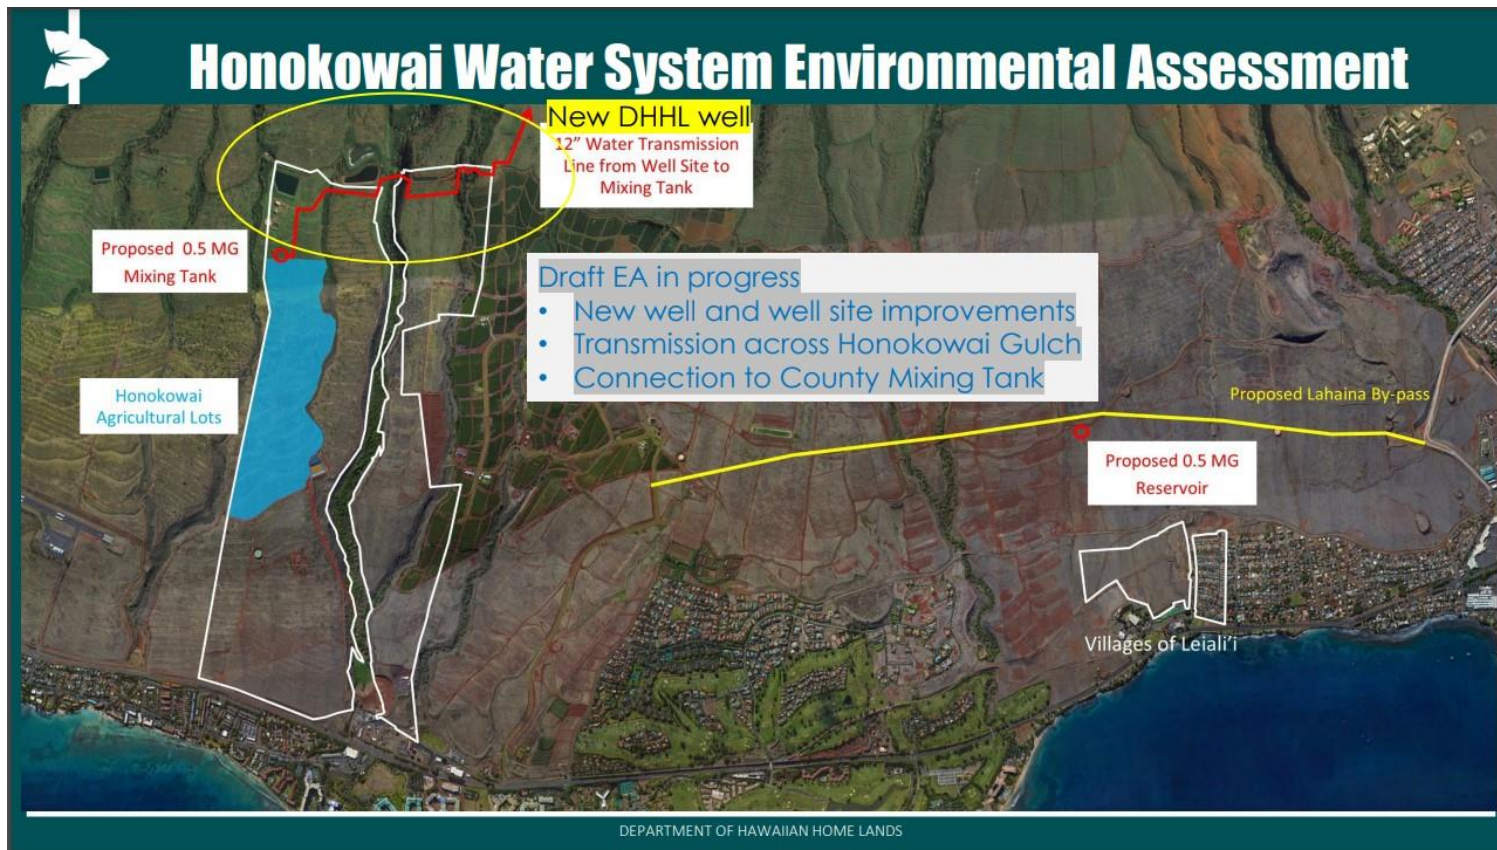 Honokowai Water System Environmental Assessment
New DHHL well
12” Water Transmission
Line from Well Site to
Mixing Tank
Proposed 0.5 MG
Mixing Tank
Draft EA in progress
• New well and well site improvements
• Transmission across Honokowai Gulch
• Connection to County Mixing Tank
Honokowai
Agricultural Lots
Proposed Lahaina By-pass
Proposed 0.5 MG
Reservoir
Villages of Leiali’i
DEPARTMENT OF HAWAIIAN HOME LANDS